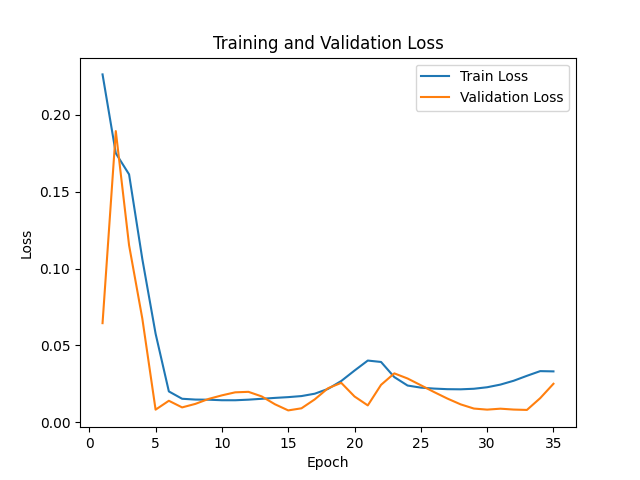 Training and Validation Loss
Train Loss
Validation Loss
0.20
0.15
0.10
0.05
0.00
Loss
0 5 10 15 20 25 30 35
Epoch